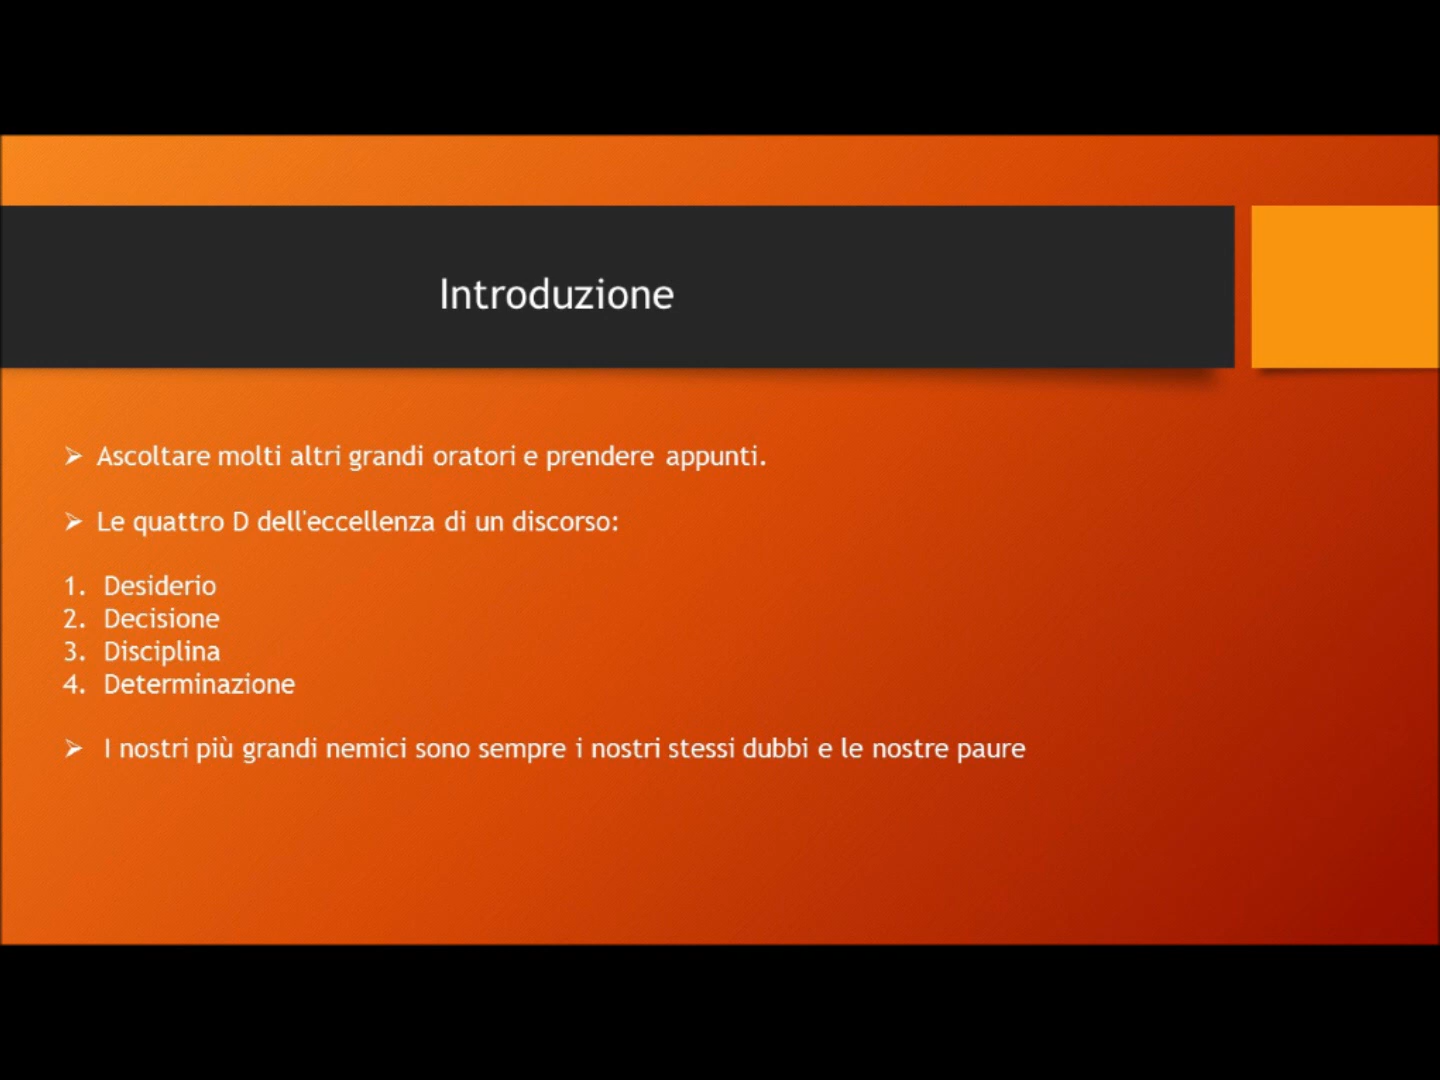 Introduzione
➢ Ascoltare molti altri grandi oratori e prendere appunti.
➢ Le quattro D dell'eccellenza di un discorso:
1. Desiderio
2. Decisione
3. Disciplina
4. Determinazione
➢ I nostri più grandi nemici sono sempre i nostri stessi dubbi e le nostre paure